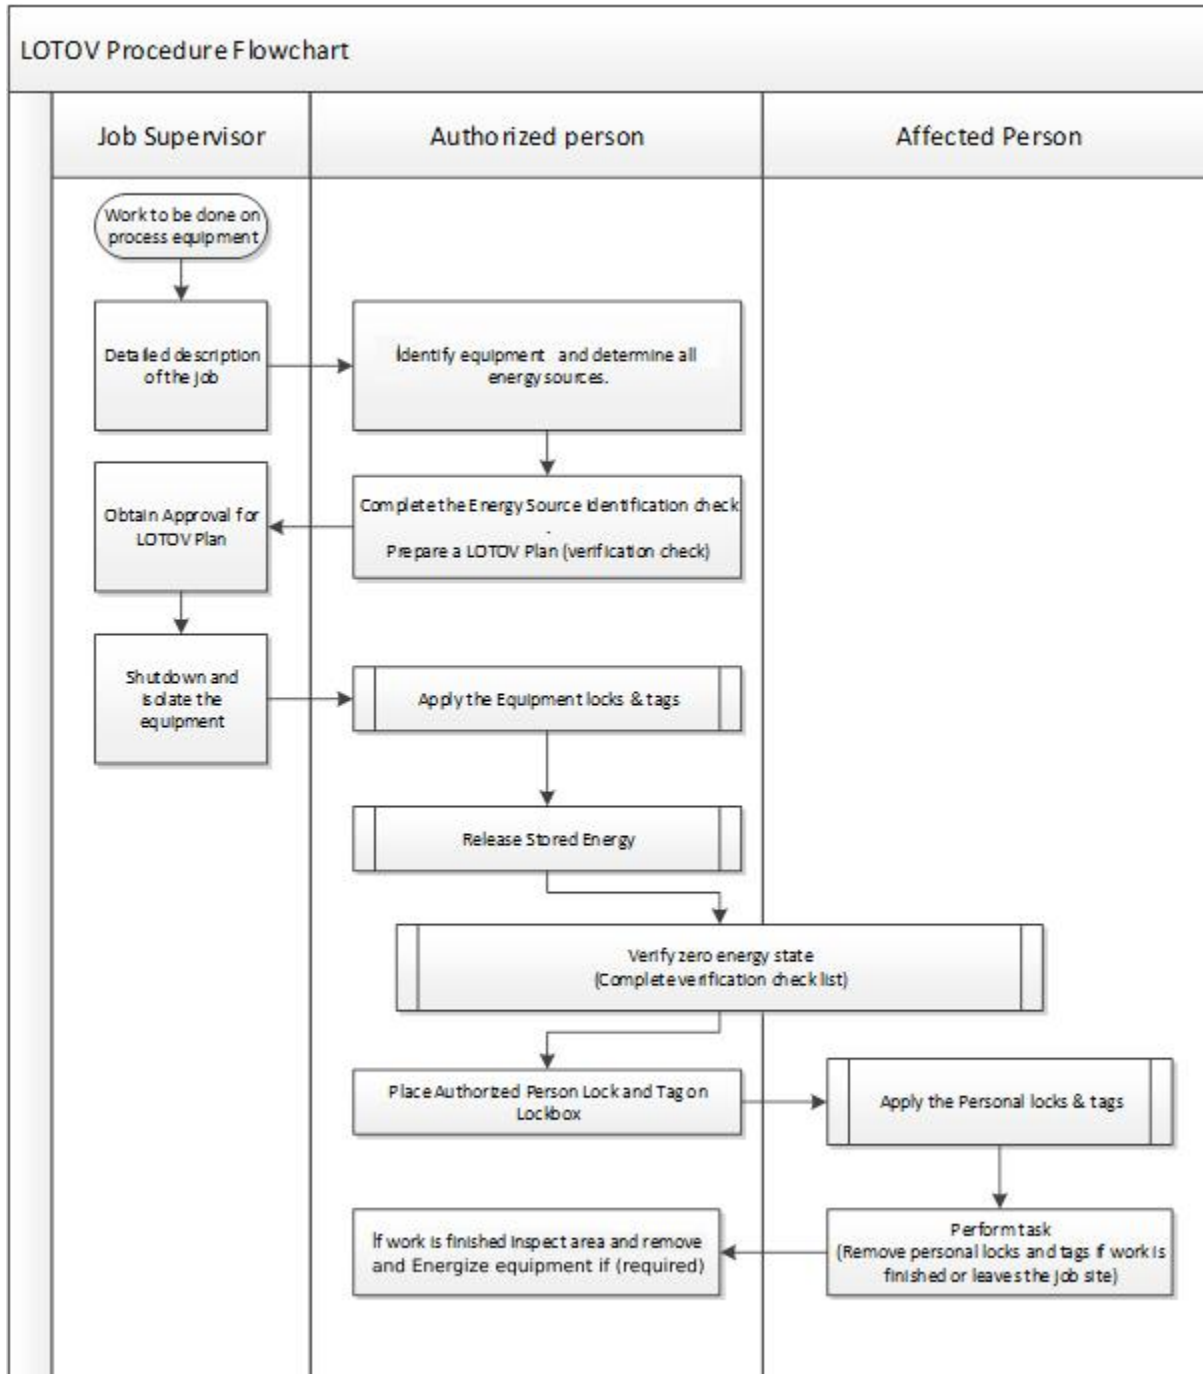 LOTOV Procedure Flowchart
Job Supervisor
Authorized person
Affected Person
Work to be done on
process equipment
Detailed description
of the job
Identify equipment and determine all
energy sources.
Complete the Energy Source Identification check
.
Prepare a LOTOV Plan (verification check)
Obtain Approval for
LOTOV Plan
Shutdown and
isolate the
equipment
Apply the Equipment locks & tags
Release Stored Energy
Verify zero energy state
(Complete verification check list)
Place Authorized Person Lock and Tag on
Lockbox
Apply the Personal locks & tags
Perform task
(Remove personal locks and tags if work is
finished or leaves the job site)
If work is finished inspect area and remove
and Energize equipment if (required)